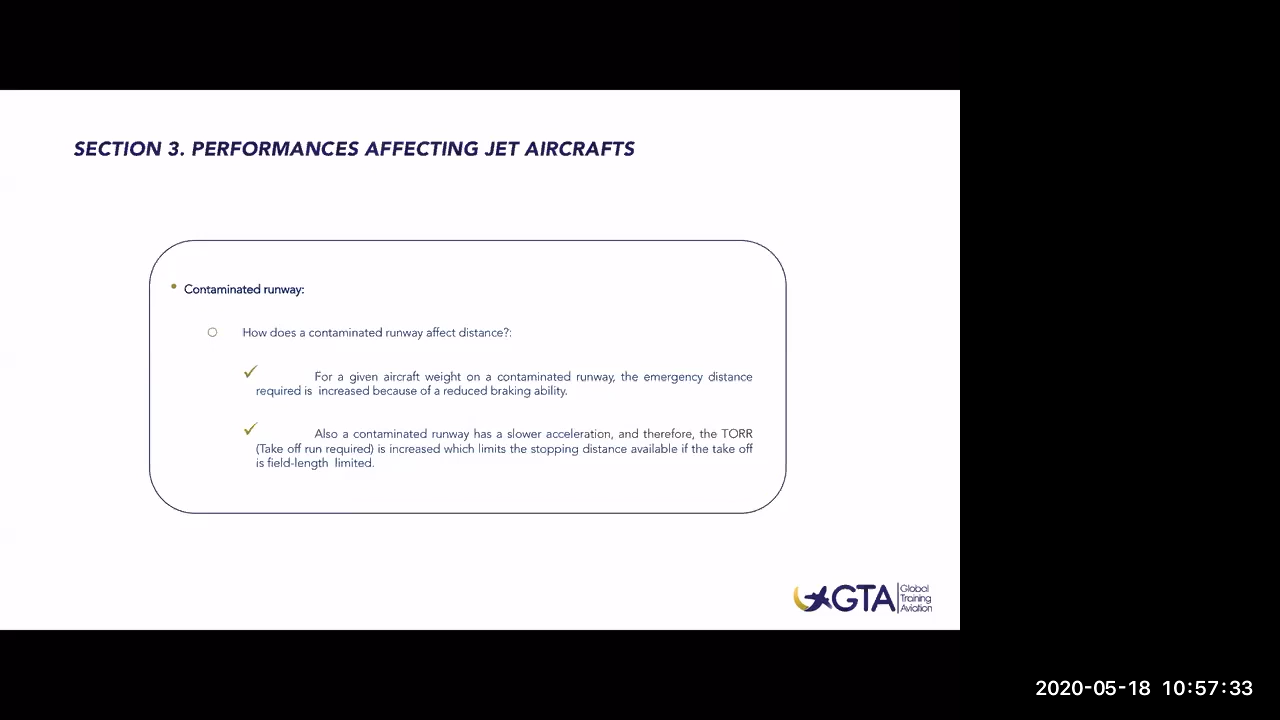 SECTION 3. PERFORMANCES AFFECTING JET AIRCRAFTS
Contaminated runway:
How does a contaminated runway affect distance?:
For a given aircraft weight on a contaminated runway, the emergency distance
required is increased because of a reduced braking ability.
Also a contaminated runway has a slower acceleration, and therefore, the TORR
(Take off run required) is increased which limits the stopping distance available if the take off
is field-length limited.
GTA
Global
Training
Aviation
2020-05-18 10:57:33